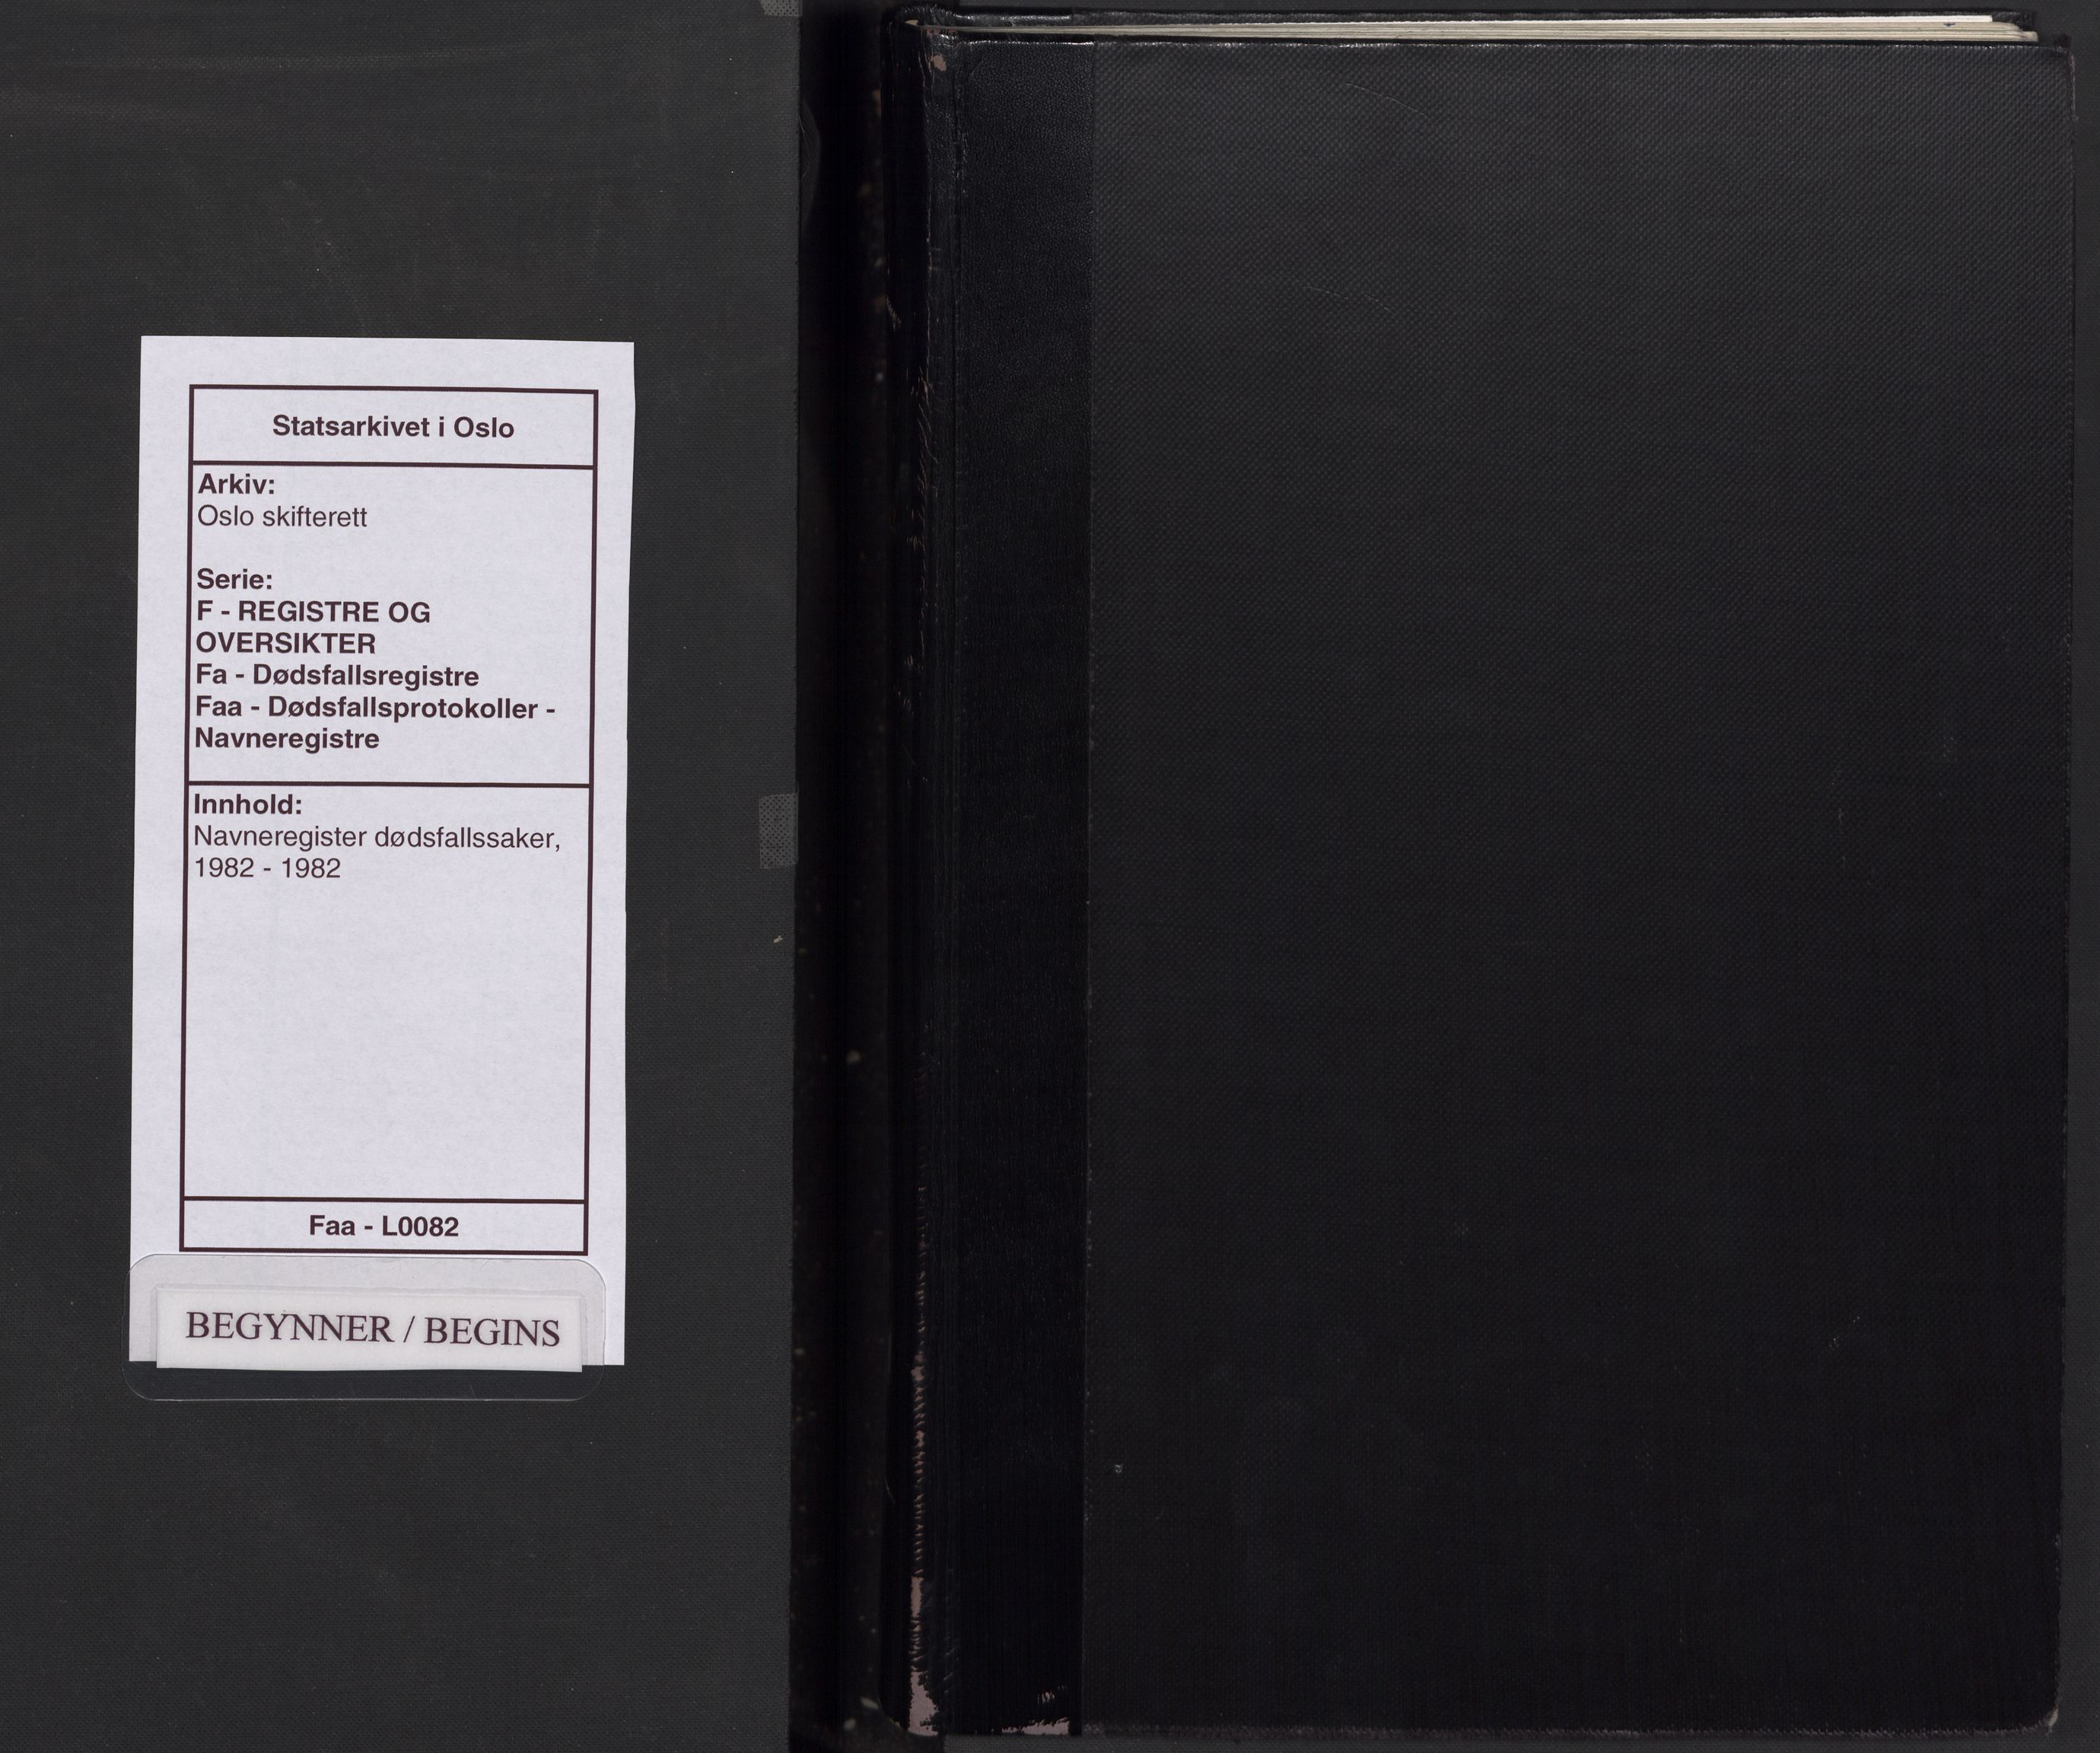 Statsarkivet i Oslo
Arkiv:
Oslo skifterett
Serie:
F - REGISTRE OG
OVERSIKTER
Fa - Dødsfallsregistre
Faa - Dødsfallsprotokoller -
Navneregistre
Innhold:
Navneregister dødsfallssaker,
1982 - 1982
Faa - L0082
BEGYNNER / BEGINS